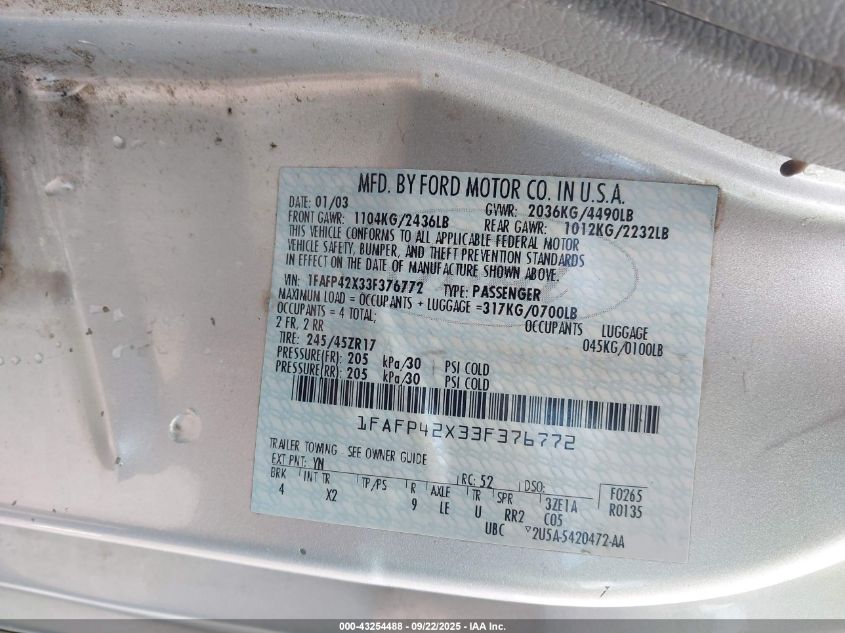 MFD. BY FORD MOTOR CO. IN U.S.A.
DATE: 01/03 GVWR: 2036KG/4490LB
FRONT GAWR: 1104KG/2436LB REAR GAWR: 1012KG/2232LB
THIS VEHICLE CONFORMS TO ALL APPLICABLE FEDERAL MOTOR
VEHICLE SAFETY, BUMPER, AND THEFT PREVENTION STANDARDS
IN EFFECT ON THE DATE OF MANUFACTURE SHOWN ABOVE.
VIN: 1FAFP42X33F376772 TYPE: PASSENGER
MAXIMUM LOAD = OCCUPANTS + LUGGAGE =317KG/0700LB
OCCUPANTS = 4 TOTAL; OCCUPANTS LUGGAGE
2 FR, 2 RR 045KG/0100LB
TIRE: 245/45ZR17
PRESSURE(FR): 205 kPa/30 PSI COLD
PRESSURE(RR): 205 kPa/30 PSI COLD
1FAFP42X33F376772
TRAILER TOWING - SEE OWNER GUIDE
EXT PNT: YN RC: 52 DSO: F0265
BRK INT TR TP/PS R AXLE TR SPR 3ZE1A R0135
4 X2 9 LE U RR2 C05
UBC ▽2U5A-5420472-AA
000-43254488 - 09/22/2025 - IAA Inc.